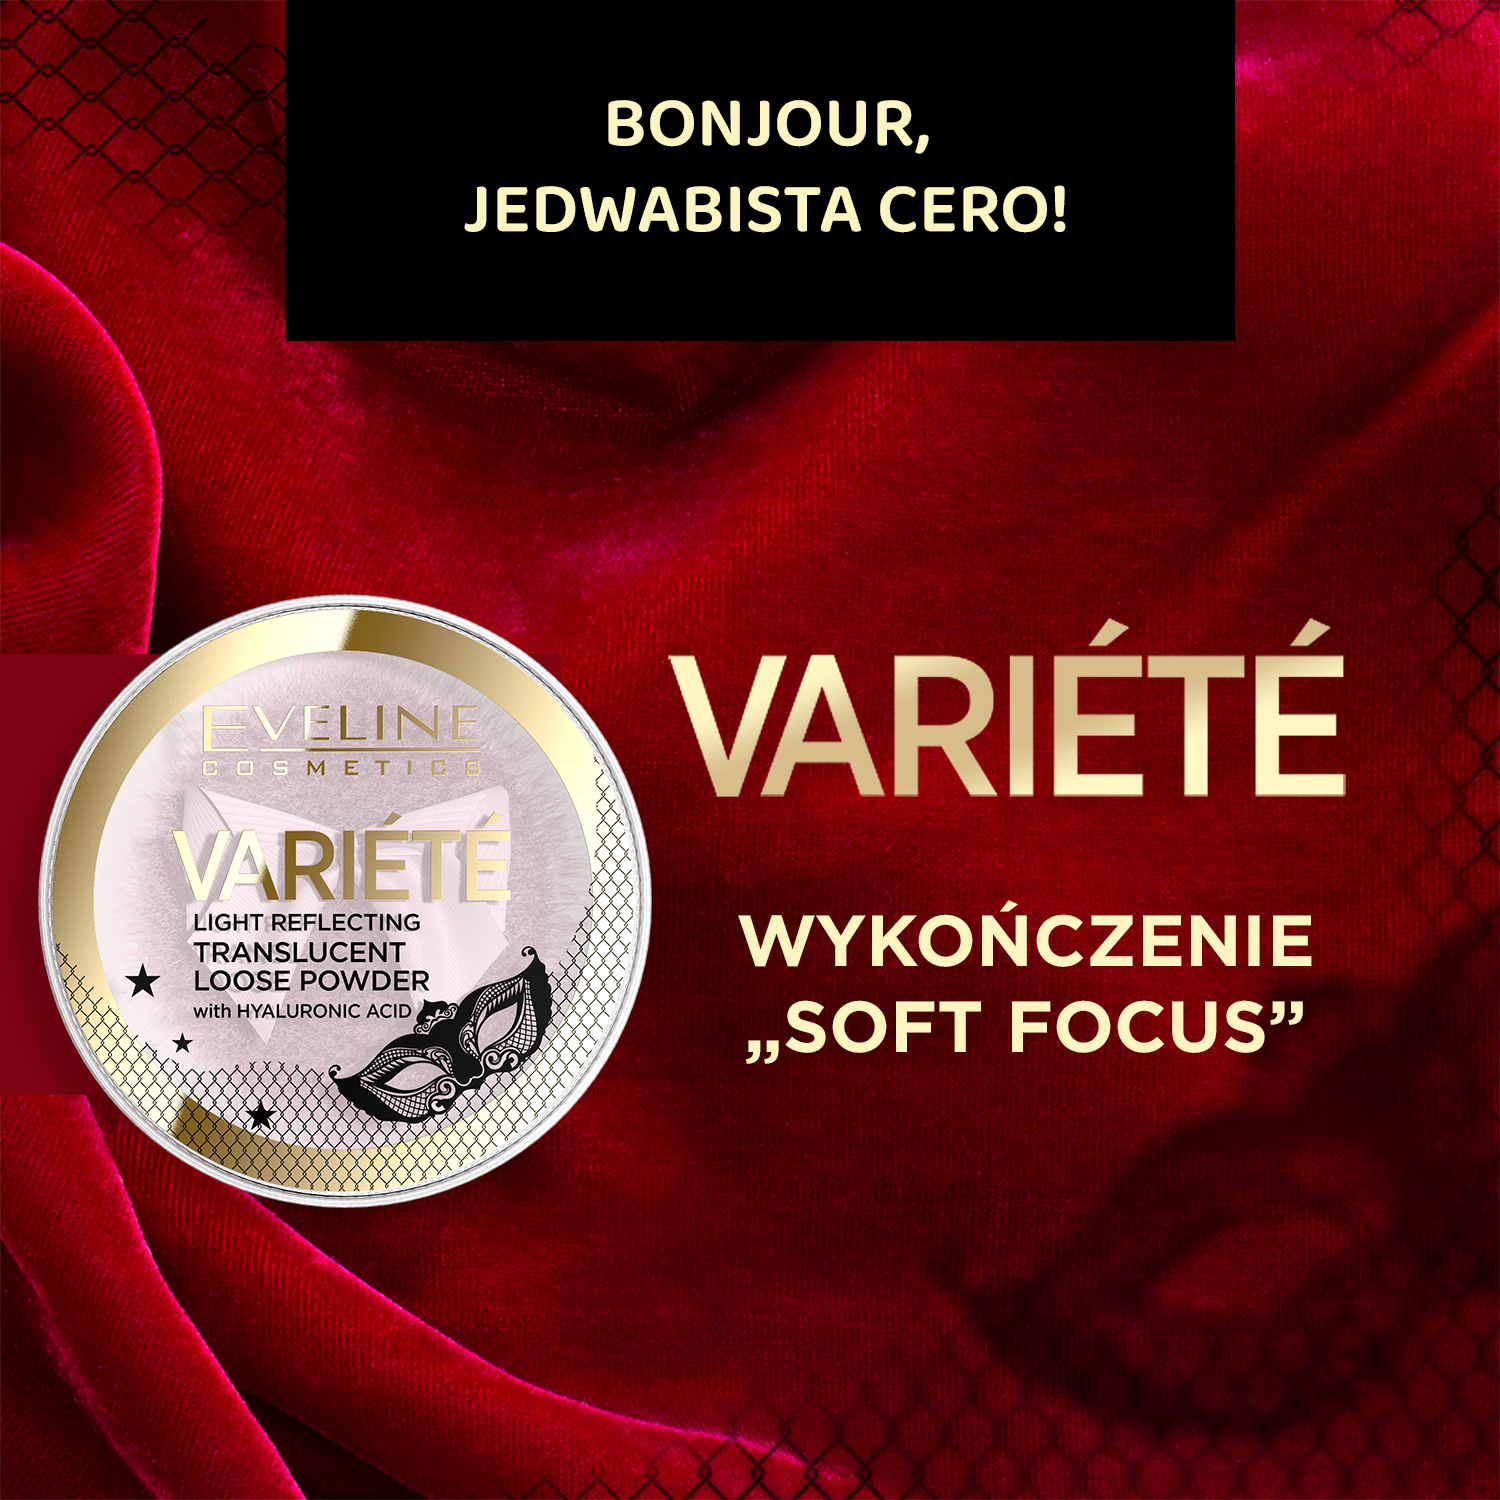 BONJOUR,
JEDWABISTA CERO!
EVELINE
COSMETICS
VARIÉTÉ
LIGHT REFLECTING
TRANSLUCENT
LOOSE POWDER
with HYALURONIC ACID
VARIÉTÉ
WYKOŃCZENIE
„SOFT FOCUS”